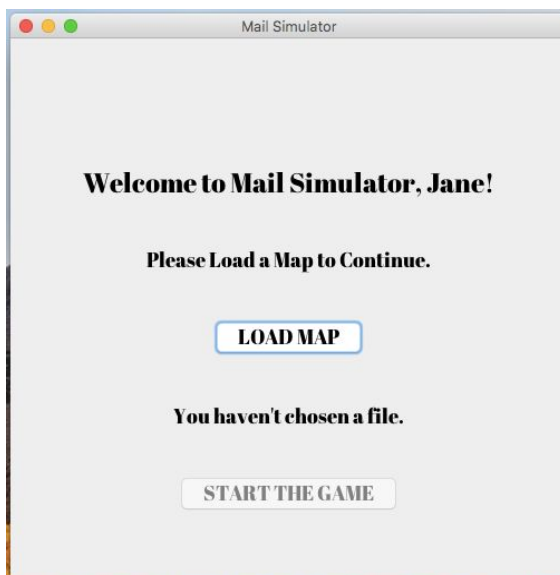 Mail Simulator
Welcome to Mail Simulator, Jane!
Please Load a Map to Continue.
LOAD MAP
You haven't chosen a file.
START THE GAME